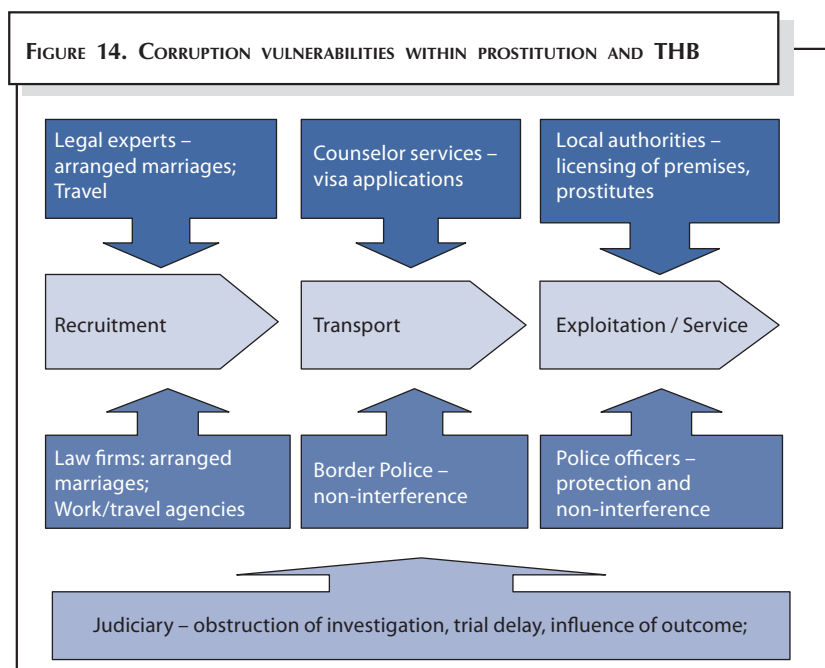 FIGURE 14. CORRUPTION VULNERABILITIES WITHIN PROSTITUTION AND THB
Legal experts –
arranged marriages;
Travel
Counselor services –
visa applications
Local authorities –
licensing of premises,
prostitutes
Recruitment
Transport
Exploitation / Service
Law firms: arranged
marriages;
Work/travel agencies
Border Police –
non-interference
Police officers –
protection and
non-interference
Judiciary – obstruction of investigation, trial delay, influence of outcome;